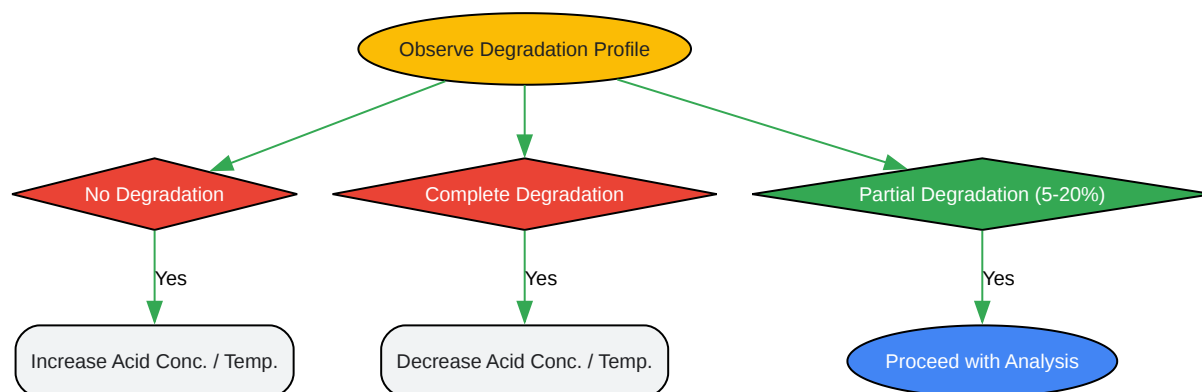 Observe Degradation Profile
No Degradation
Complete Degradation
Partial Degradation (5-20%)
Yes
Yes
Yes
Increase Acid Conc. / Temp.
Decrease Acid Conc. / Temp.
Proceed with Analysis